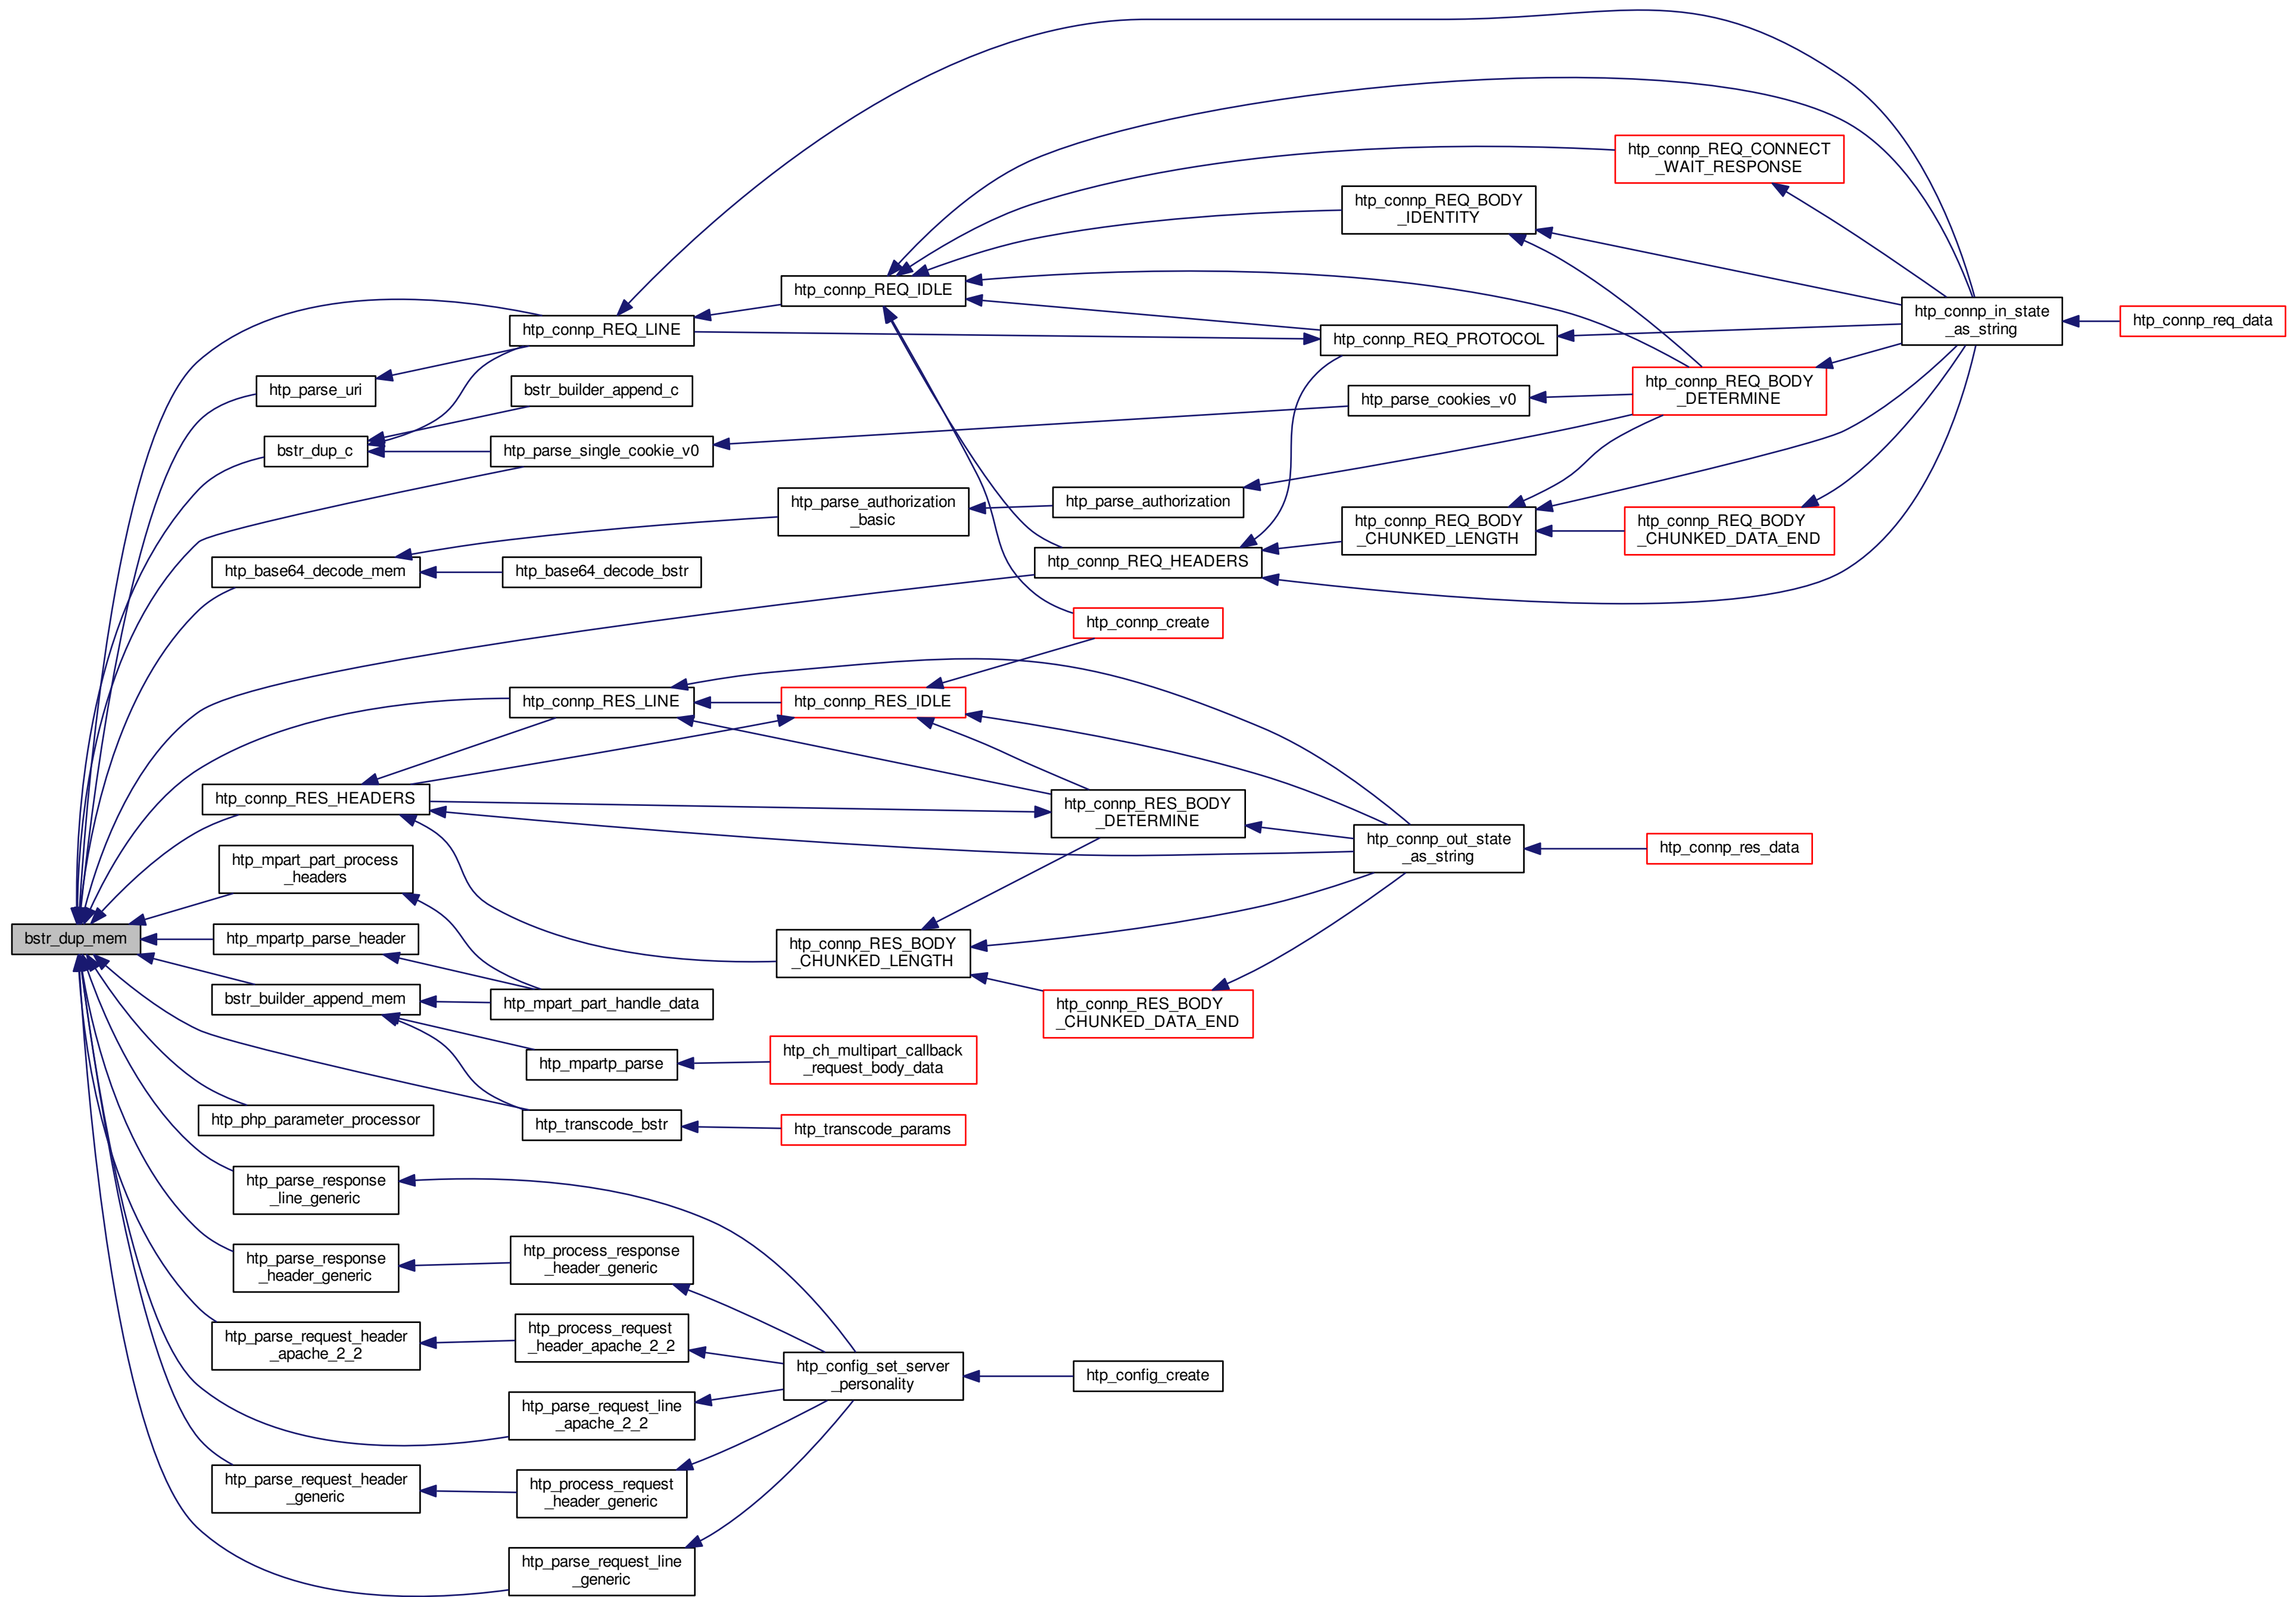 htp_connp_REQ_CONNECT
_WAIT_RESPONSE
htp_connp_REQ_BODY
_IDENTITY
htp_connp_REQ_IDLE
htp_connp_in_state
_as_string
htp_connp_req_data
htp_connp_REQ_LINE
htp_connp_REQ_PROTOCOL
htp_parse_uri
bstr_builder_append_c
htp_connp_REQ_BODY
_DETERMINE
htp_parse_cookies_v0
bstr_dup_c
htp_parse_single_cookie_v0
htp_parse_authorization
_basic
htp_parse_authorization
htp_connp_REQ_BODY
_CHUNKED_LENGTH
htp_connp_REQ_BODY
_CHUNKED_DATA_END
htp_base64_decode_mem
htp_base64_decode_bstr
htp_connp_REQ_HEADERS
htp_connp_create
htp_connp_RES_LINE
htp_connp_RES_IDLE
htp_connp_RES_HEADERS
htp_connp_RES_BODY
_DETERMINE
htp_connp_out_state
_as_string
htp_connp_res_data
htp_mpart_part_process
_headers
bstr_dup_mem
htp_mpartp_parse_header
htp_connp_RES_BODY
_CHUNKED_LENGTH
bstr_builder_append_mem
htp_mpart_part_handle_data
htp_connp_RES_BODY
_CHUNKED_DATA_END
htp_mpartp_parse
htp_ch_multipart_callback
_request_body_data
htp_php_parameter_processor
htp_transcode_bstr
htp_transcode_params
htp_parse_response
_line_generic
htp_parse_response
_header_generic
htp_process_response
_header_generic
htp_parse_request_header
_apache_2_2
htp_process_request
_header_apache_2_2
htp_config_set_server
_personality
htp_config_create
htp_parse_request_line
_apache_2_2
htp_parse_request_header
_generic
htp_process_request
_header_generic
htp_parse_request_line
_generic